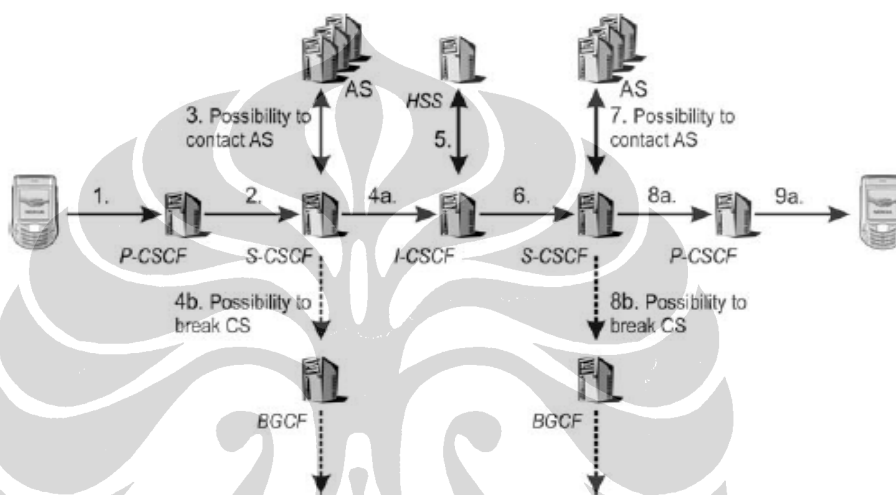 AS
HSS
AS
3. Possibility to
contact AS
5.
7. Possibility to
contact AS
1.
2.
4a.
6.
8a.
9a.
P-CSCF
S-CSCF
I-CSCF
S-CSCF
P-CSCF
4b. Possibility to
break CS
8b. Possibility to
break CS
BGCF
BGCF